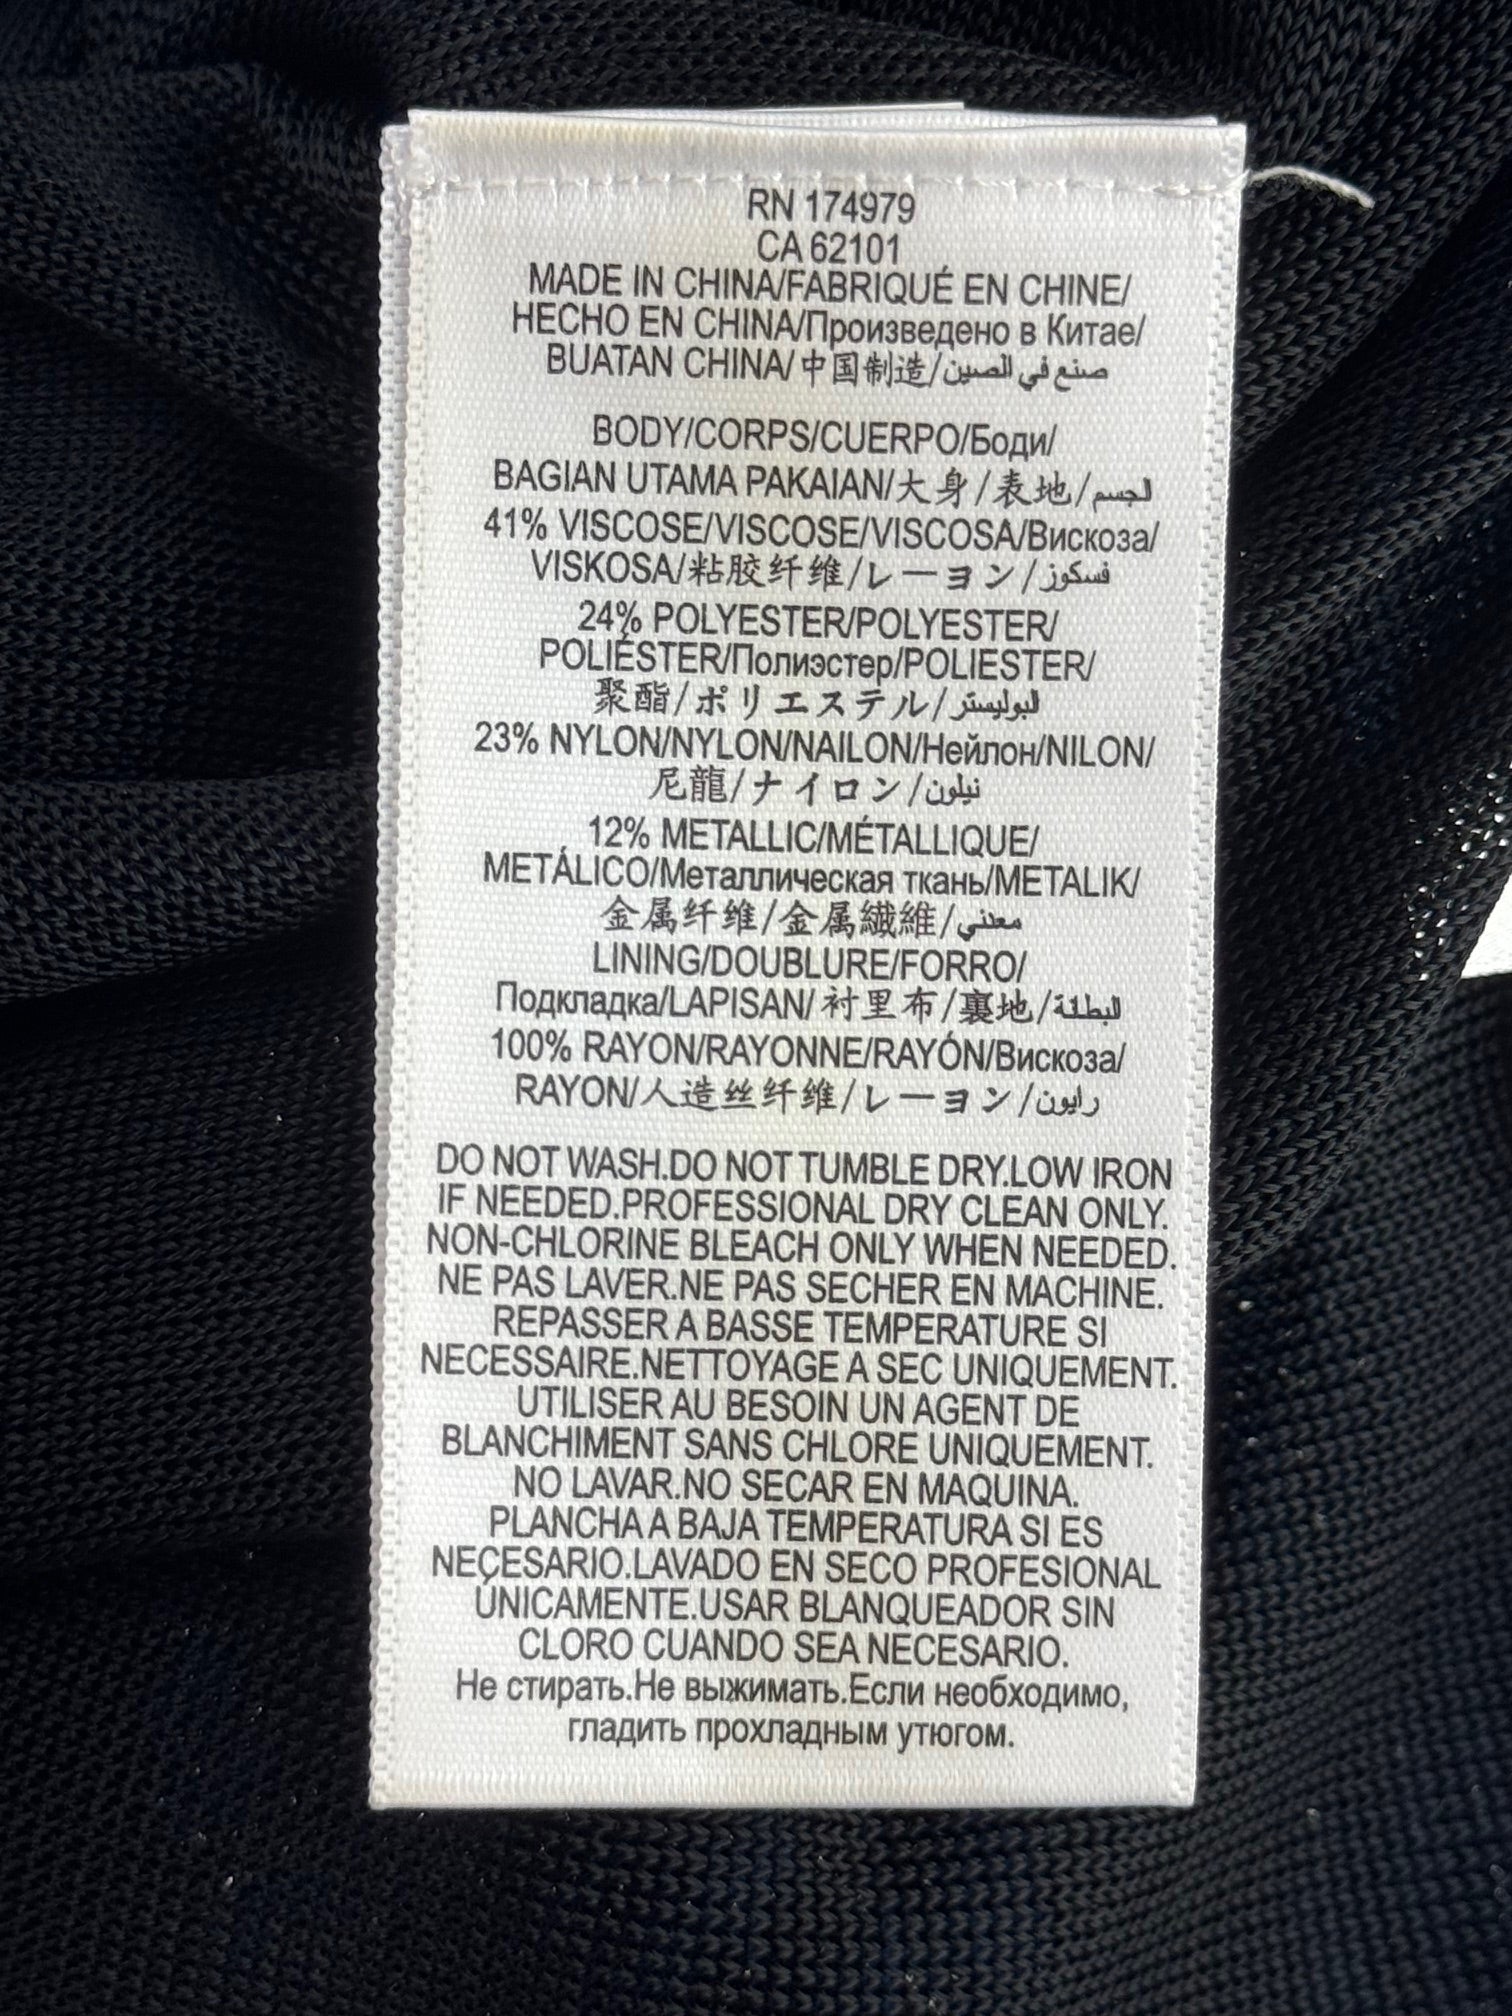 RN 174979
CA 62101
MADE IN CHINA/FABRIQUÉ EN CHINE/
HECHO EN CHINA/Произведено в Китае/
BUATAN CHINA/中国制造/صنع في الصين
BODY/CORPS/CUERPO/Боди/
BAGIAN UTAMA PAKAIAN/大身/表地/الجسم
41% VISCOSE/VISCOSE/VISCOSA/Вискоза/
VISKOSA/粘胶纤维/レーヨン/فسكوز
24% POLYESTER/POLYESTER/
POLIÉSTER/Полиэстер/POLIESTER/
聚酯/ポリエステル/البوليستر
23% NYLON/NYLON/NAILON/Нейлон/NILON/
尼龍/ナイロン/نيلون
12% METALLIC/MÉTALLIQUE/
METÁLICO/Металлическая ткань/METALIK/
金属纤维/金属繊維/معدني
LINING/DOUBLURE/FORRO/
Подкладка/LAPISAN/衬里布/裏地/البطانة
100% RAYON/RAYONNE/RAYÓN/Вискоза/
RAYON/人造丝纤维/レーヨン/رايون
DO NOT WASH.DO NOT TUMBLE DRY.LOW IRON
IF NEEDED.PROFESSIONAL DRY CLEAN ONLY.
NON-CHLORINE BLEACH ONLY WHEN NEEDED.
NE PAS LAVER.NE PAS SECHER EN MACHINE.
REPASSER A BASSE TEMPERATURE SI
NECESSAIRE.NETTOYAGE A SEC UNIQUEMENT.
UTILISER AU BESOIN UN AGENT DE
BLANCHIMENT SANS CHLORE UNIQUEMENT.
NO LAVAR.NO SECAR EN MAQUINA.
PLANCHA A BAJA TEMPERATURA SI ES
NECESARIO.LAVADO EN SECO PROFESIONAL
ÚNICAMENTE.USAR BLANQUEADOR SIN
CLORO CUANDO SEA NECESARIO.
Не стирать.Не выжимать.Если необходимо,
гладить прохладным утюгом.